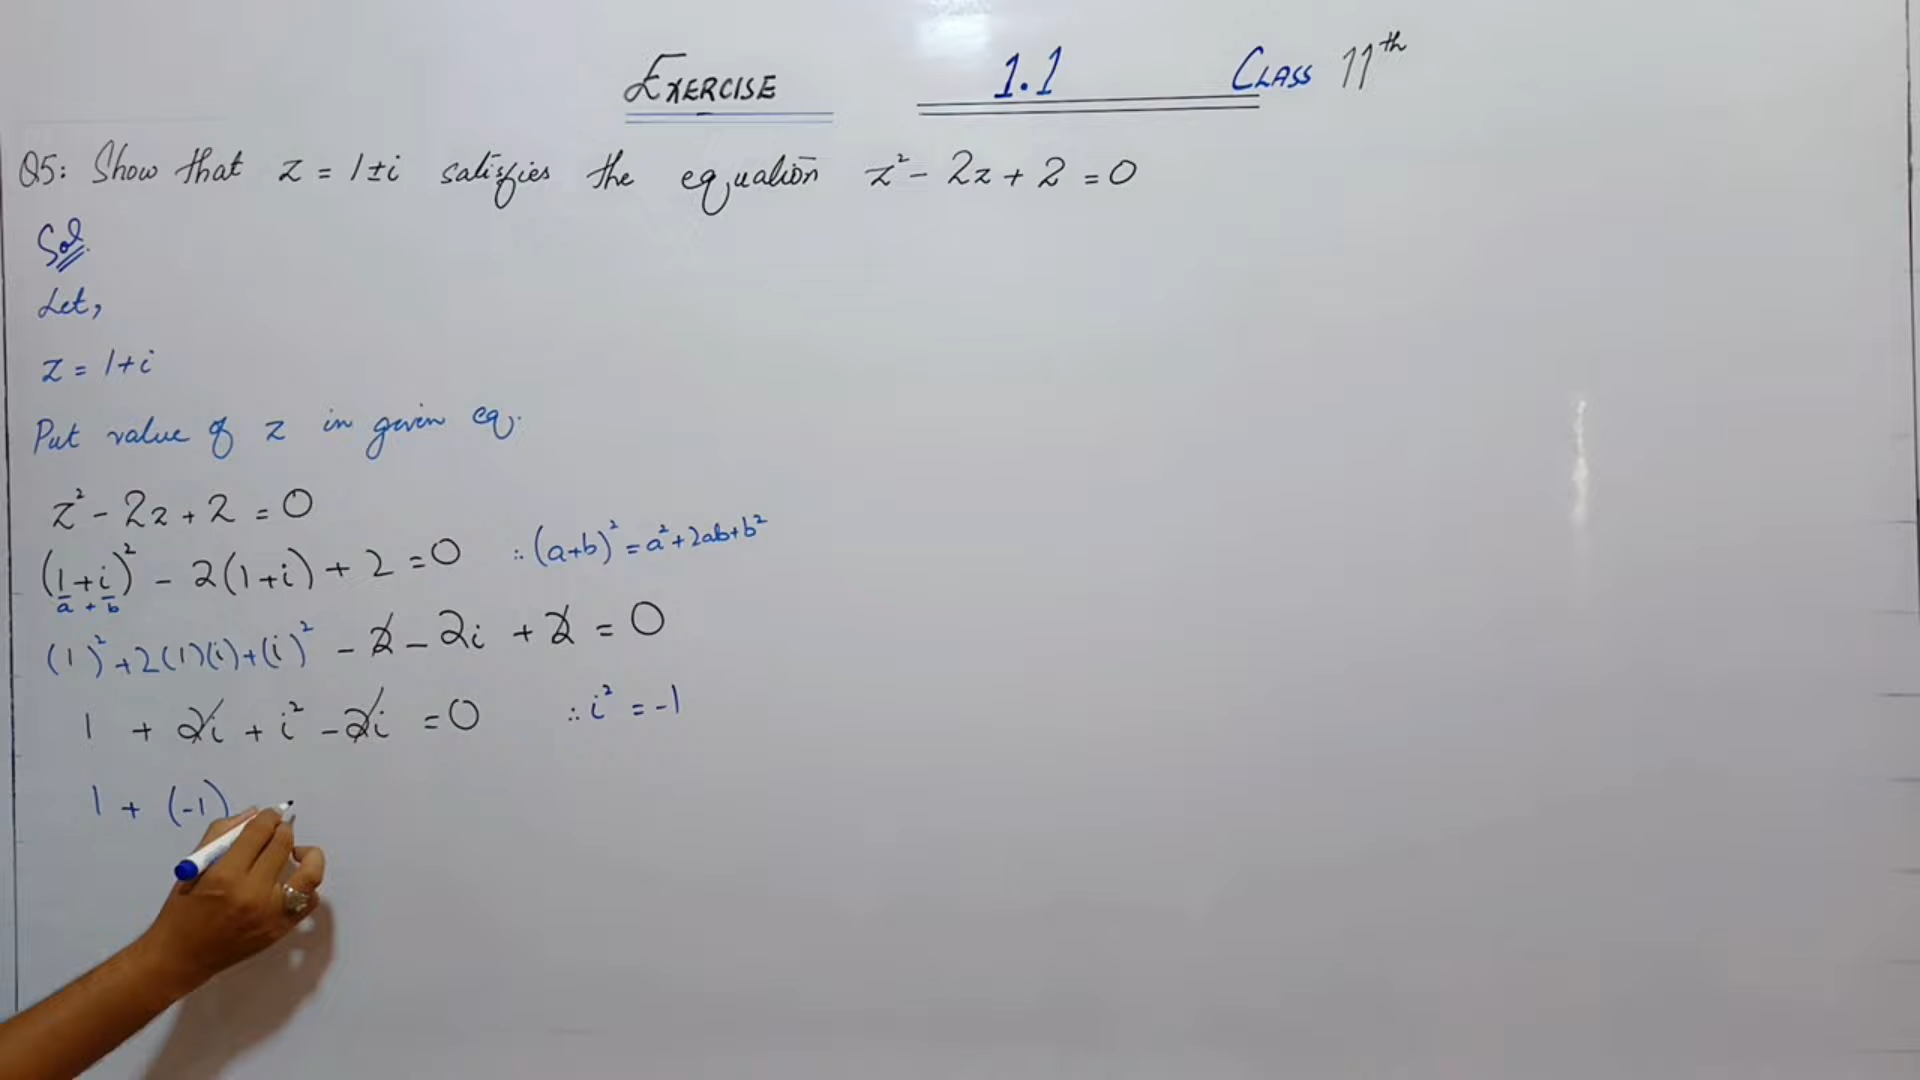 EXERCISE 1.1 CLASS 11th
Q5: Show that z = 1±i satisfies the equation z² - 2z + 2 = 0
Sol.
Let,
z = 1+i
Put value of z in given eq.
z² - 2z + 2 = 0
(1+i)² - 2(1+i) + 2 = 0 ∴ (a+b)² = a² + 2ab + b²
a + b
(1)² + 2(1)(i) + (i)² - 2 - 2i + 2 = 0
1 + 2i + i² - 2i = 0 ∴ i² = -1
1 + (-1)